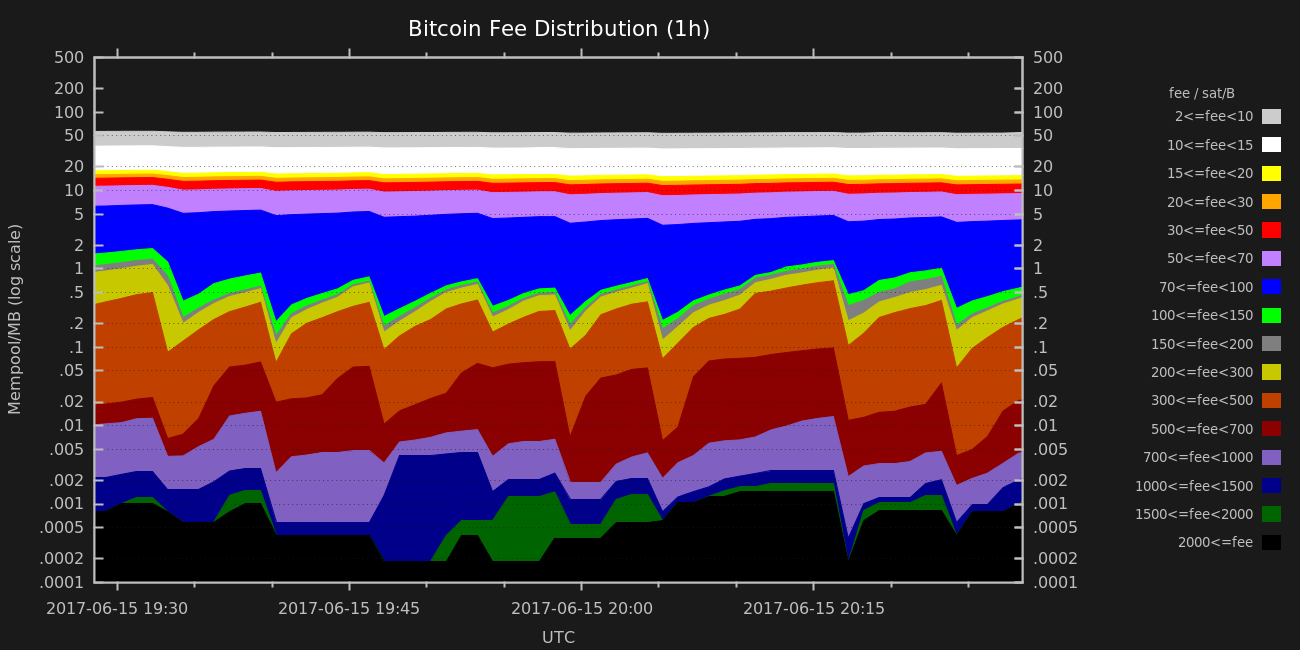 Bitcoin Fee Distribution (1h)
500 500
200 200
100 100
50 50
20 20
10 10
5 5
2 2
1 1
.5 .5
.2 .2
.1 .1
.05 .05
.02 .02
.01 .01
.005 .005
.002 .002
.001 .001
.0005 .0005
.0002 .0002
.0001 .0001
Mempool/MB (log scale)
2017-06-15 19:30 2017-06-15 19:45 2017-06-15 20:00 2017-06-15 20:15
UTC
fee / sat/B
2<=fee<10
10<=fee<15
15<=fee<20
20<=fee<30
30<=fee<50
50<=fee<70
70<=fee<100
100<=fee<150
150<=fee<200
200<=fee<300
300<=fee<500
500<=fee<700
700<=fee<1000
1000<=fee<1500
1500<=fee<2000
2000<=fee